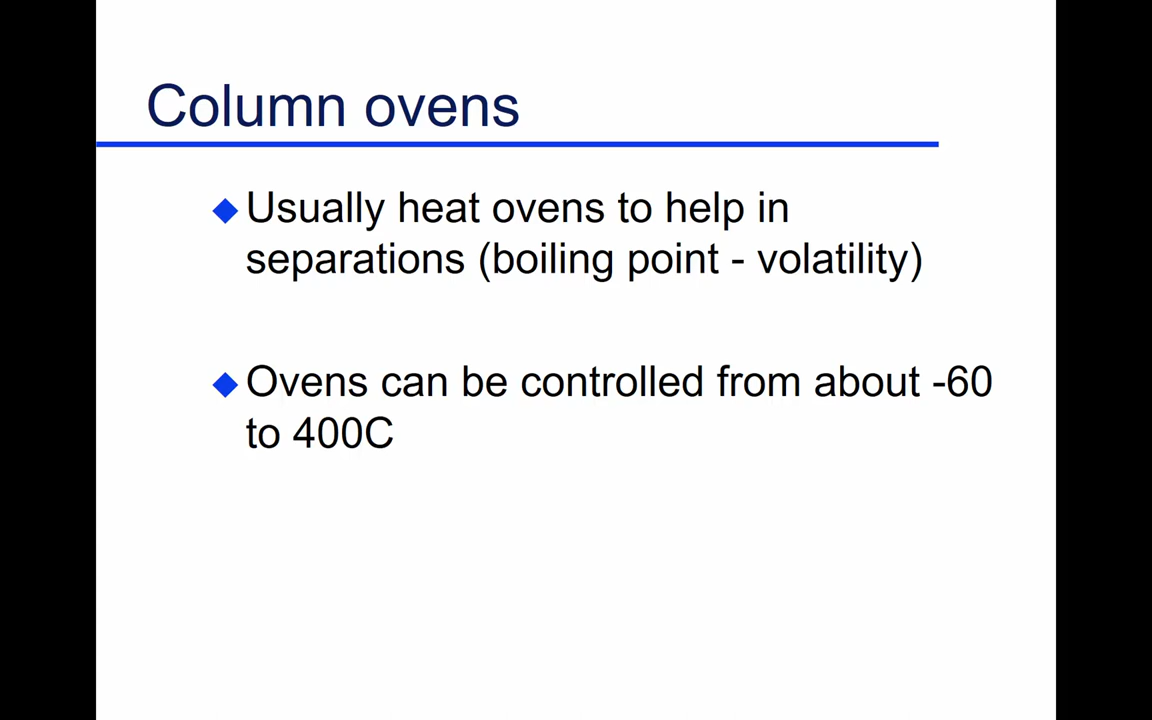 Column ovens
Usually heat ovens to help in
separations (boiling point - volatility)
Ovens can be controlled from about -60
to 400C